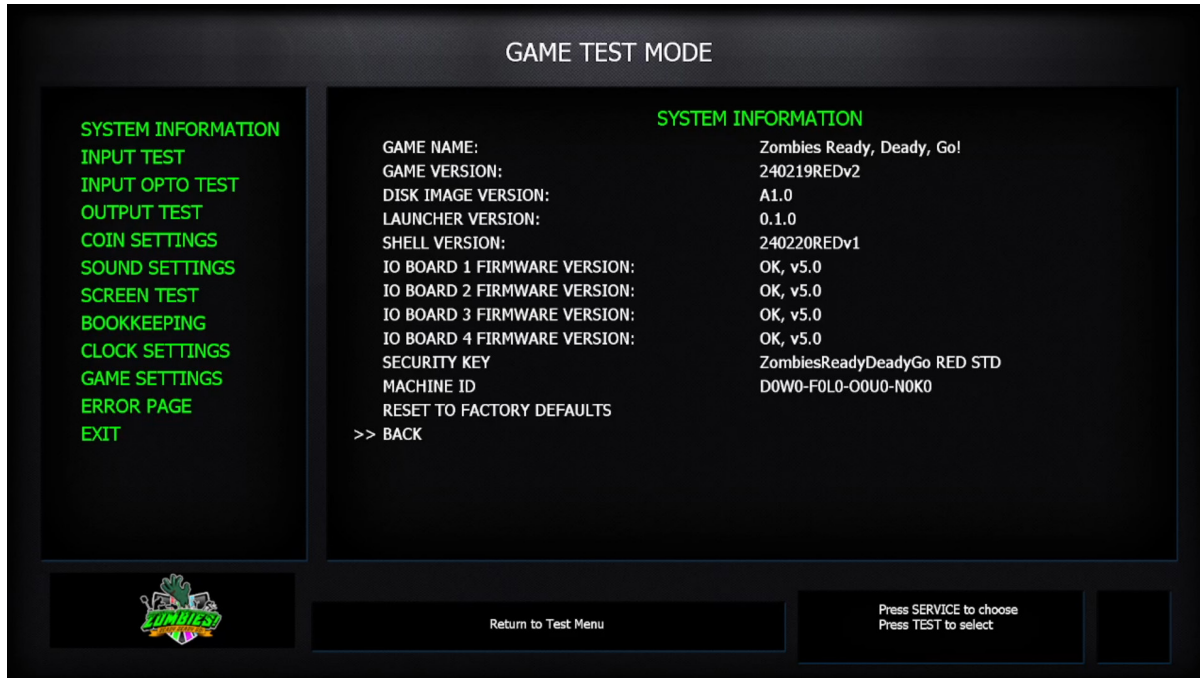 GAME TEST MODE
SYSTEM INFORMATION
INPUT TEST
INPUT OPTO TEST
OUTPUT TEST
COIN SETTINGS
SOUND SETTINGS
SCREEN TEST
BOOKKEEPING
CLOCK SETTINGS
GAME SETTINGS
ERROR PAGE
EXIT
SYSTEM INFORMATION
GAME NAME: Zombies Ready, Deady, Go!
GAME VERSION: 240219REDv2
DISK IMAGE VERSION: A1.0
LAUNCHER VERSION: 0.1.0
SHELL VERSION: 240220REDv1
IO BOARD 1 FIRMWARE VERSION: OK, v5.0
IO BOARD 2 FIRMWARE VERSION: OK, v5.0
IO BOARD 3 FIRMWARE VERSION: OK, v5.0
IO BOARD 4 FIRMWARE VERSION: OK, v5.0
SECURITY KEY ZombiesReadyDeadyGo RED STD
MACHINE ID D0W0-F0L0-O0U0-N0K0
RESET TO FACTORY DEFAULTS
>> BACK
ZOMBIES!
Return to Test Menu
Press SERVICE to choose
Press TEST to select